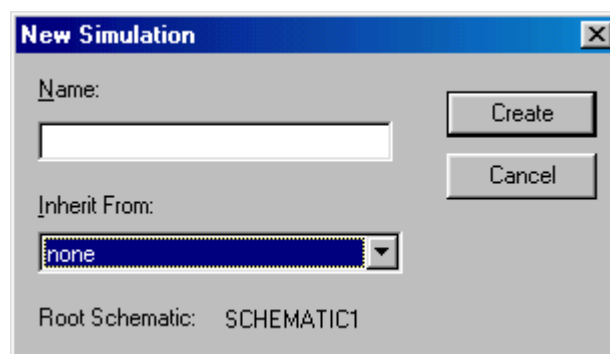 New Simulation
Name:
Create
Cancel
Inherit From:
none
Root Schematic: SCHEMATIC1